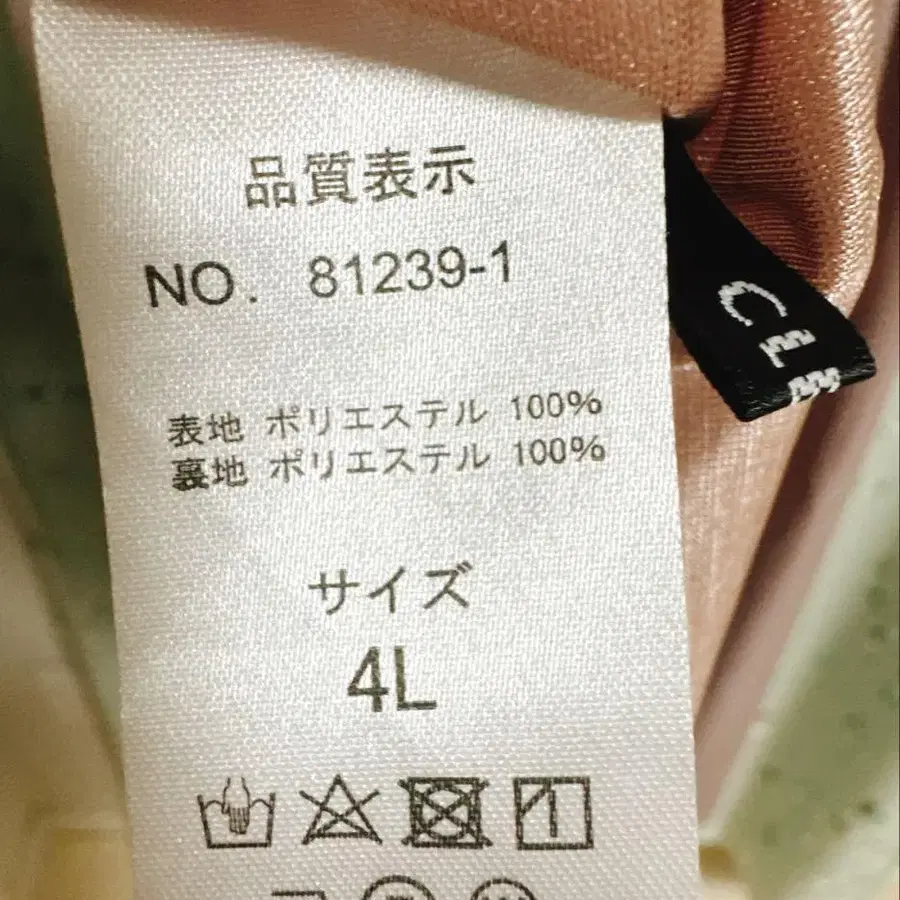 品質表示
NO. 81239-1
表地 ポリエステル 100%
裏地 ポリエステル 100%
サイズ
4L
CL